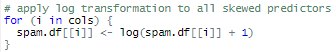 # apply log transformation to all skewed predictors
for (i in cols) {
  spam.df[[i]] <- log(spam.df[[i]] + 1)
}